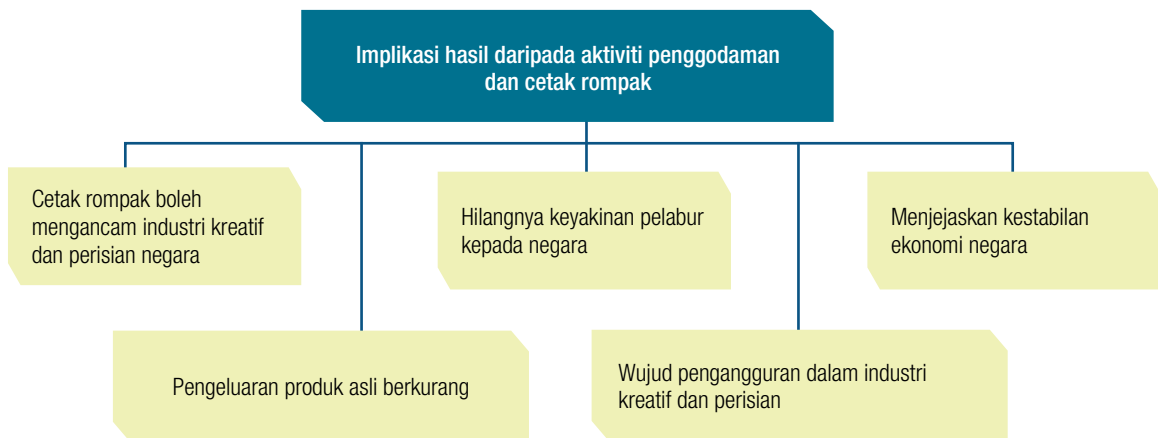 Implikasi hasil daripada aktiviti penggodaman
dan cetak rompak
Cetak rompak boleh
mengancam industri kreatif
dan perisian negara
Hilangnya keyakinan pelabur
kepada negara
Menjejaskan kestabilan
ekonomi negara
Pengeluaran produk asli berkurang
Wujud pengangguran dalam industri
kreatif dan perisian